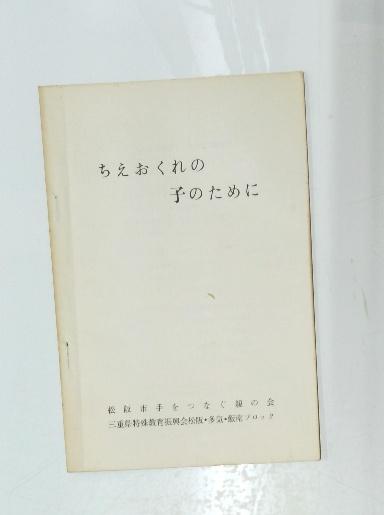 ちえおくれの
子のために
松阪市手をつなぐ親の会
三重県特殊教育振興会松阪・多気・飯南ブロック